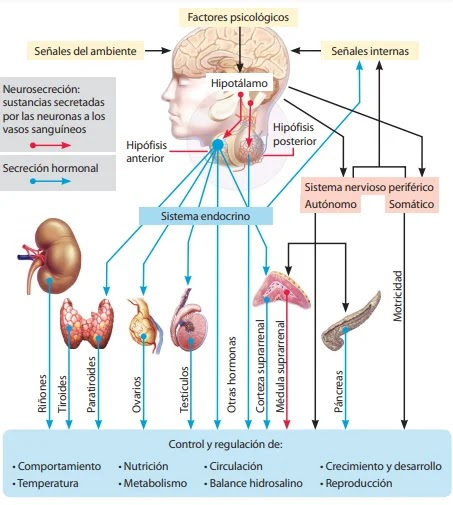 Factores psicológicos
Señales del ambiente
Señales internas
Neurosecreción:
sustancias secretadas
por las neuronas a los
vasos sanguíneos
Secreción hormonal
Hipotálamo
Hipófisis
anterior
Hipófisis
posterior
Sistema nervioso periférico
Autónomo
Somático
Sistema endocrino
Riñones
Tiroides
Paratiroides
Ovarios
Testículos
Otras hormonas
Corteza suprarrenal
Médula suprarrenal
Páncreas
Motricidad
Control y regulación de:
• Comportamiento
• Nutrición
• Circulación
• Crecimiento y desarrollo
• Temperatura
• Metabolismo
• Balance hidrosalino
• Reproducción